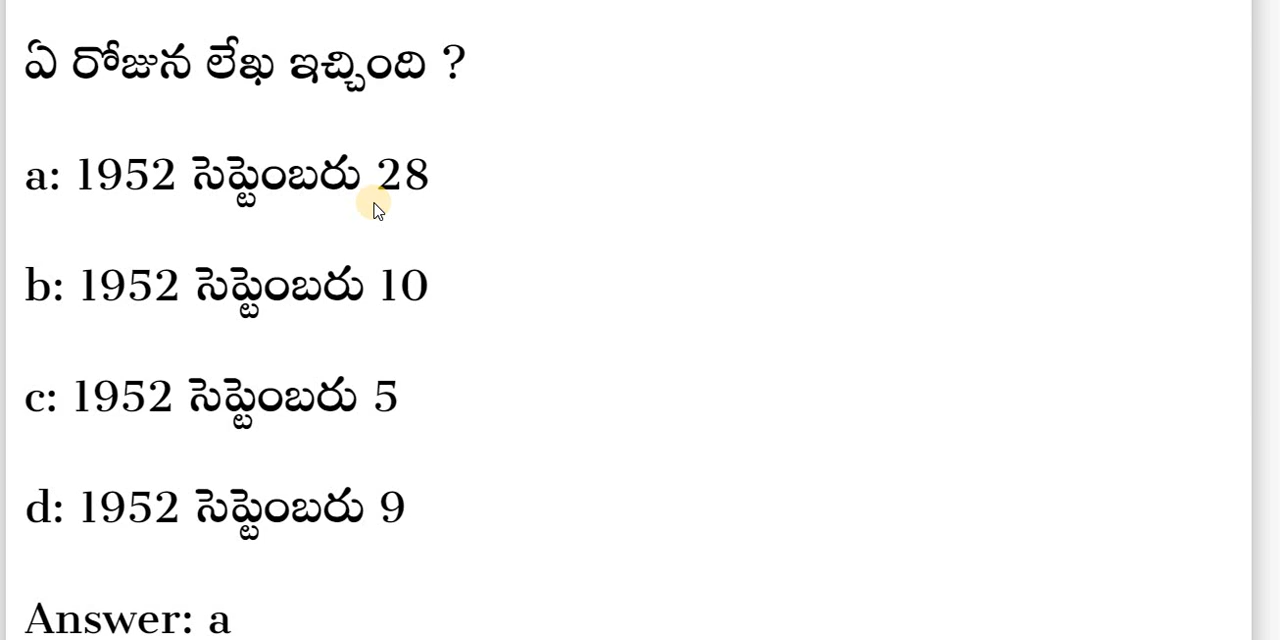 ఏ రోజున లేఖ ఇచ్చింది ?
a: 1952 సెప్టెంబరు 28
b: 1952 సెప్టెంబరు 10
c: 1952 సెప్టెంబరు 5
d: 1952 సెప్టెంబరు 9
Answer: a